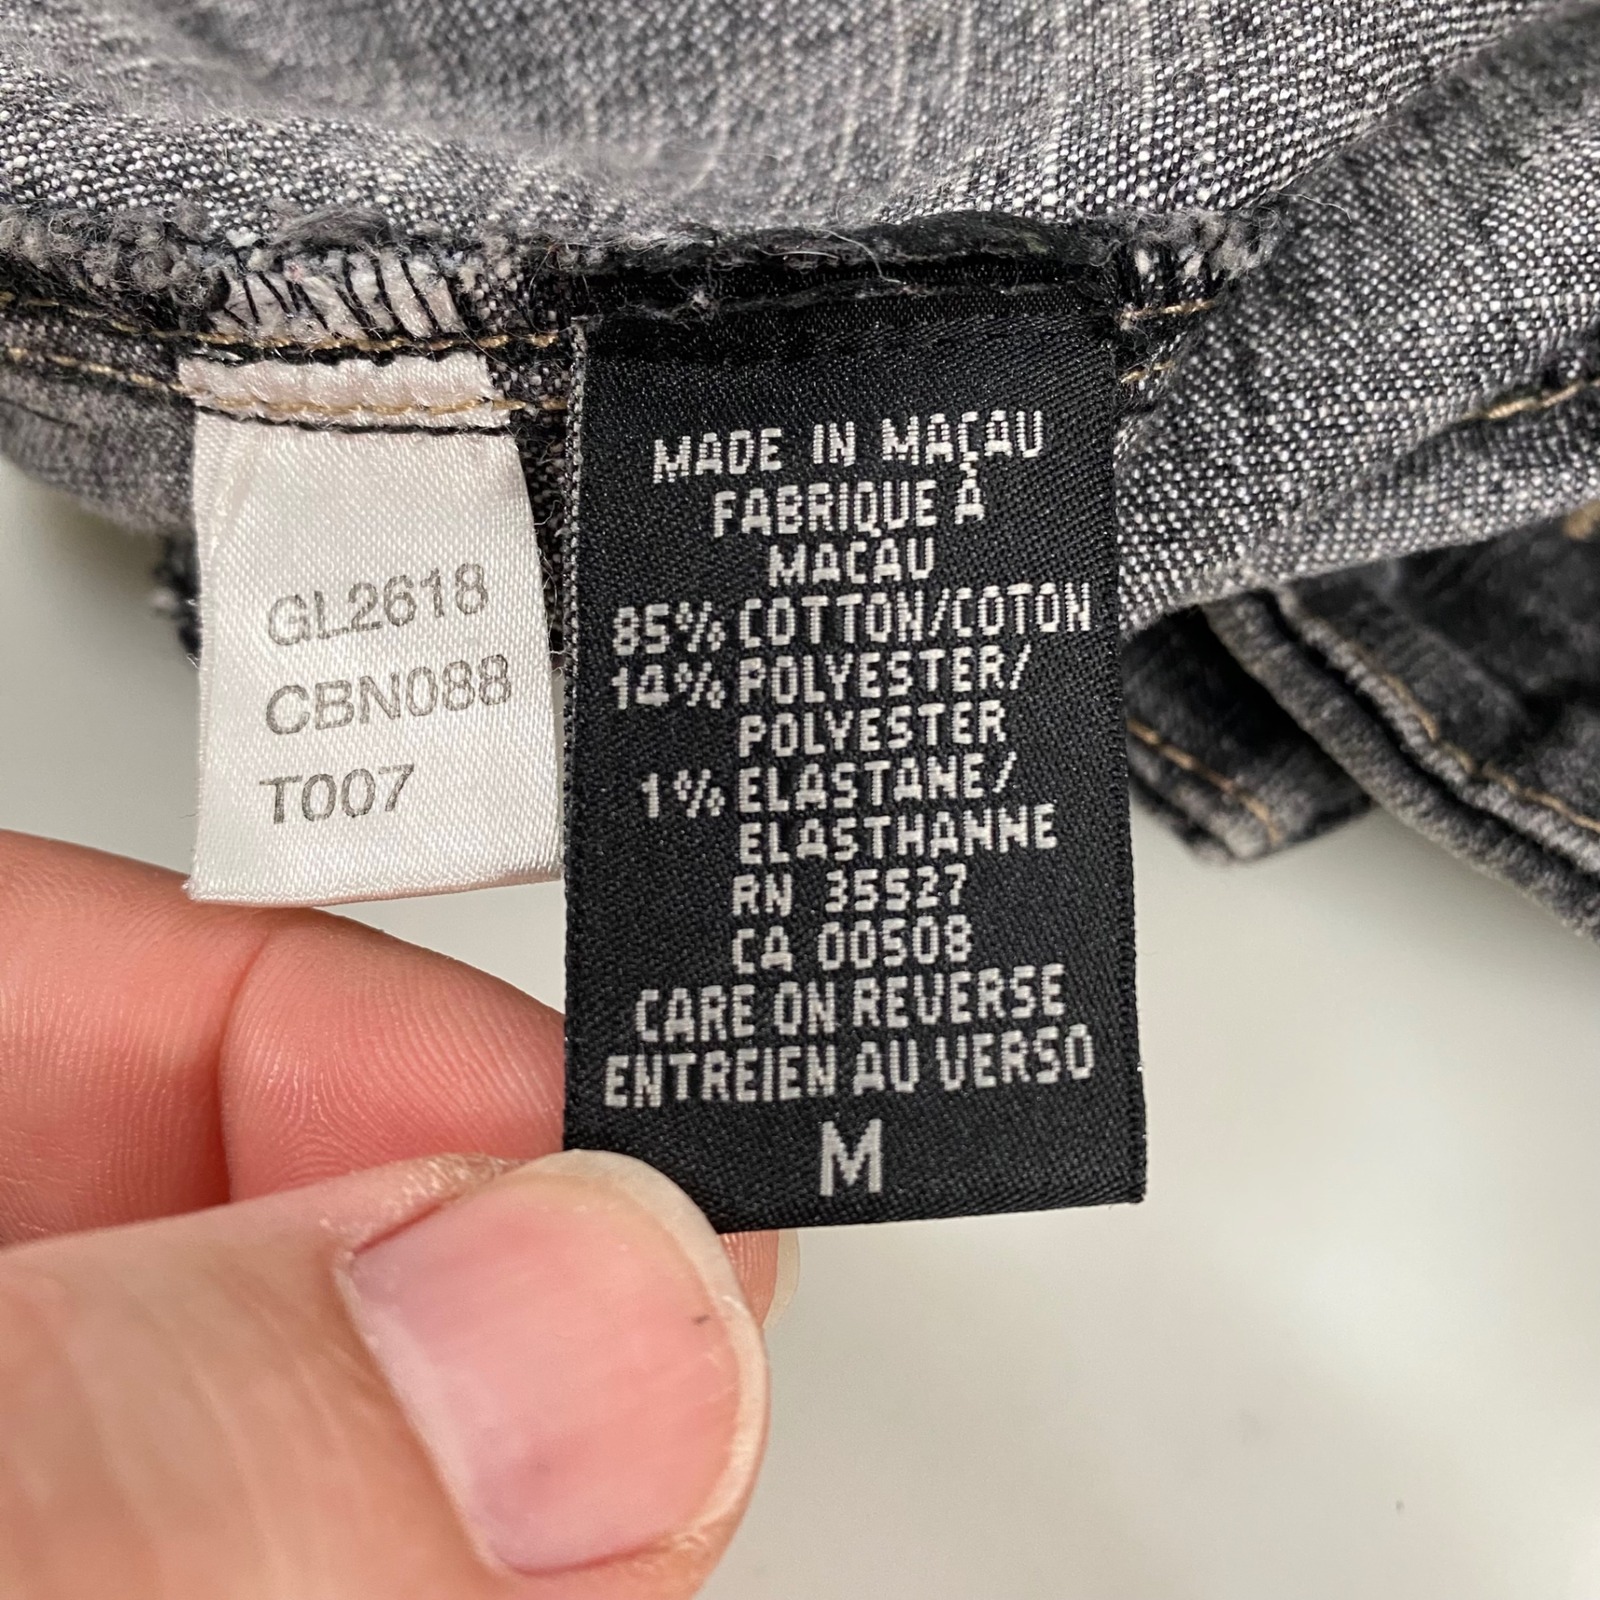 GL2618
CBN088
T007
MADE IN MACAU
FABRIQUE À
MACAU
85% COTTON/COTON
14% POLYESTER/
POLYESTER
1% ELASTANE/
ELASTHANNE
RN 35527
CA 00508
CARE ON REVERSE
ENTREIEN AU VERSO
M